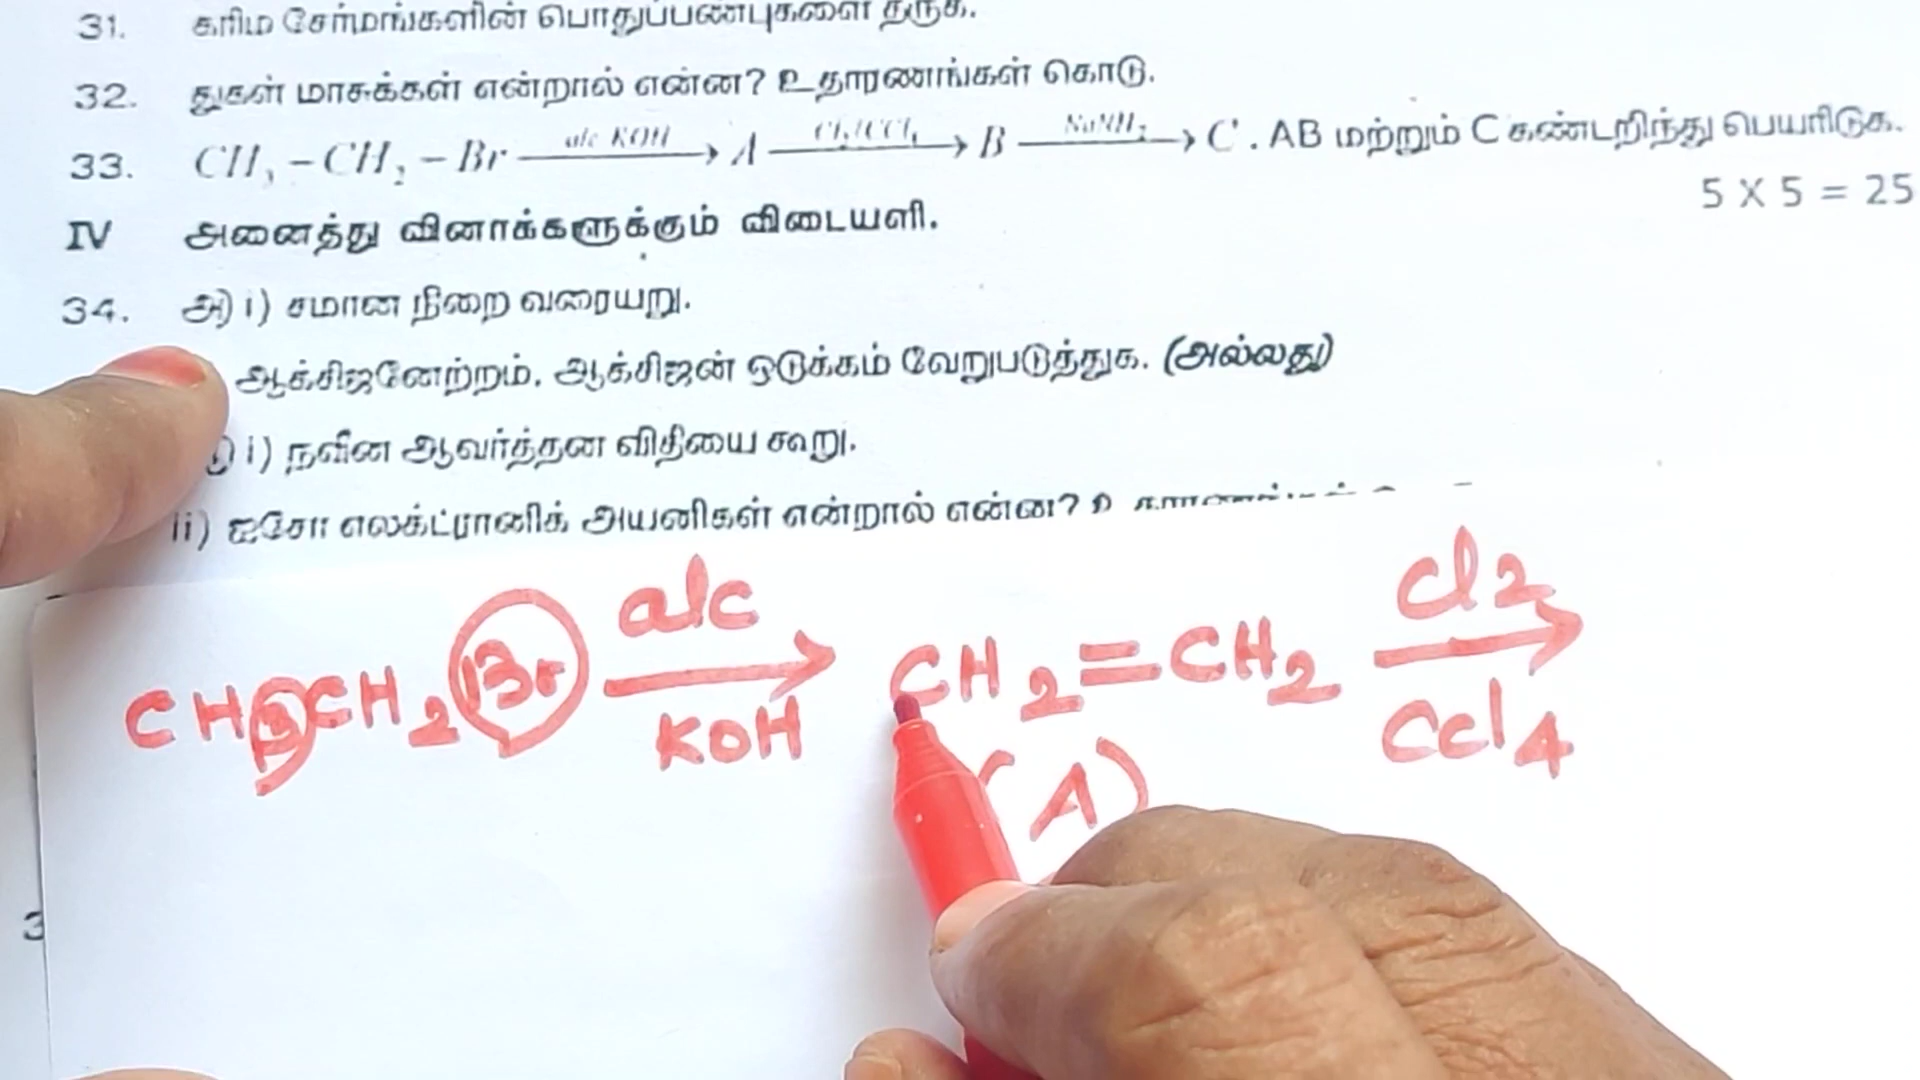 31. கரிம சேர்மங்களின் பொதுப்பண்புகளை தருக.
32. துகள் மாசுக்கள் என்றால் என்ன? உதாரணங்கள் கொடு.
33. CH₃ – CH₂ – Br —alc KOH→ A —Cl₂/CCl₄→ B —NaNH₂→ C . AB மற்றும் C கண்டறிந்து பெயரிடுக.
5 X 5 = 25
IV அனைத்து வினாக்களுக்கும் விடையளி.
34. அ) i) சமான நிறை வரையறு.
ஆக்சிஜனேற்றம், ஆக்சிஜன் ஒடுக்கம் வேறுபடுத்துக. (அல்லது)
i) நவீன ஆவர்த்தன விதியை கூறு.
ii) ஐசோ எலக்ட்ரானிக் அயனிகள் என்றால் என்ன?
CH₃CH₂Br —alc KOH→ CH₂=CH₂ —Cl₂ CCl₄→
(A)
3